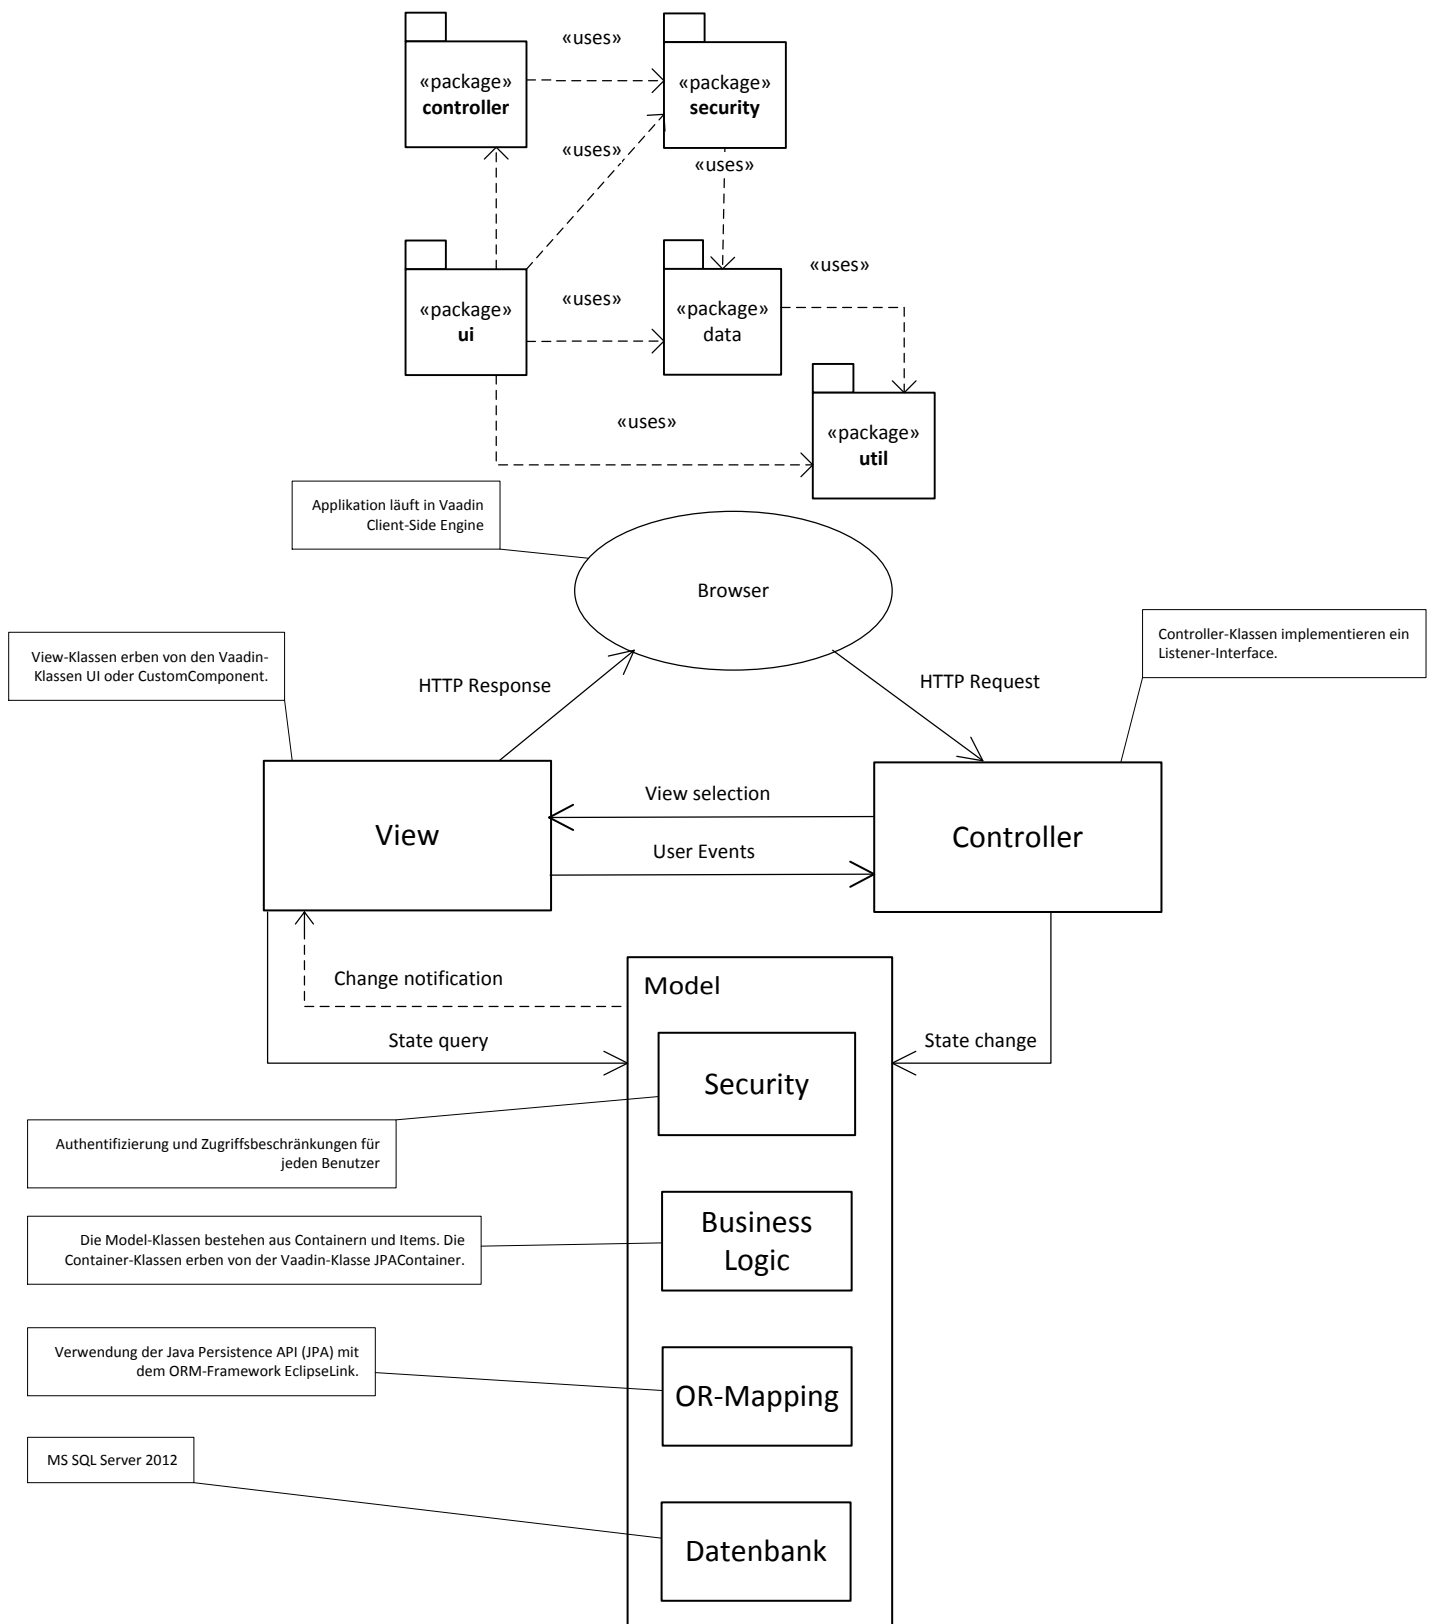 «uses»
«package»
controller
«package»
security
«uses»
«uses»
«package»
ui
«uses»
«package»
data
«uses»
«uses»
«package»
util
Applikation läuft in Vaadin
Client-Side Engine
Browser
View-Klassen erben von den Vaadin-
Klassen UI oder CustomComponent.
Controller-Klassen implementieren ein
Listener-Interface.
HTTP Response
HTTP Request
View selection
View
Controller
User Events
Change notification
Model
State query
State change
Security
Authentifizierung und Zugriffsbeschränkungen für
jeden Benutzer
Business
Logic
Die Model-Klassen bestehen aus Containern und Items. Die
Container-Klassen erben von der Vaadin-Klasse JPAContainer.
Verwendung der Java Persistence API (JPA) mit
dem ORM-Framework EclipseLink.
OR-Mapping
MS SQL Server 2012
Datenbank